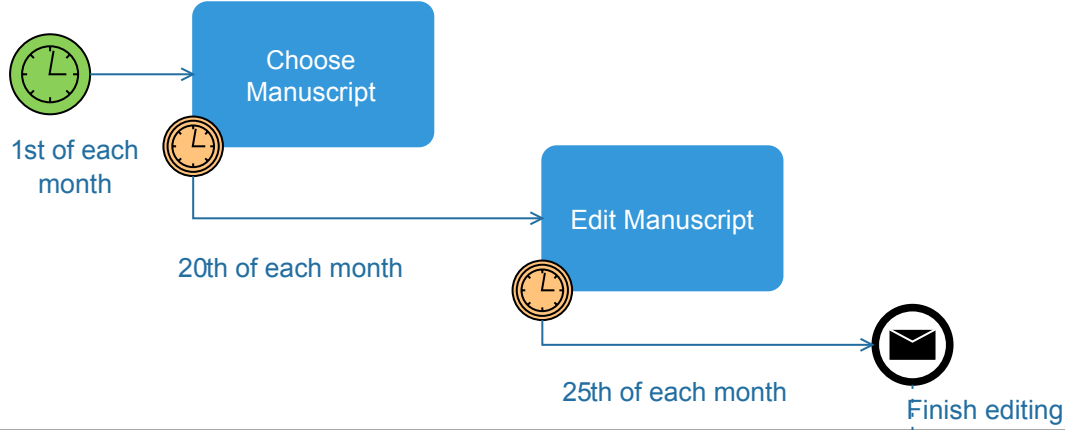 Choose
Manuscript
1st of each
month
Edit Manuscript
20th of each month
25th of each month
Finish editing